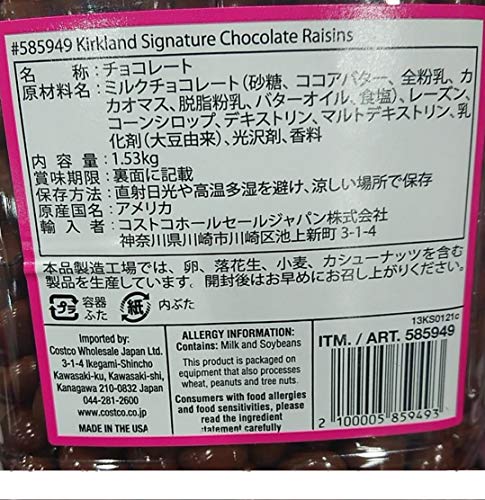 #585949 Kirkland Signature Chocolate Raisins
名 称:チョコレート
原材料名:ミルクチョコレート(砂糖、ココアバター、全粉乳、カ
カオマス、脱脂粉乳、バターオイル、食塩)、レーズン、
コーンシロップ、デキストリン、マルトデキストリン、乳
化剤(大豆由来)、光沢剤、香料
内 容 量:1.53kg
賞味期限:裏面に記載
保存方法:直射日光や高温多湿を避け、涼しい場所で保存
原産国名:アメリカ
輸 入 者:コストコホールセールジャパン株式会社
神奈川県川崎市川崎区池上新町 3-1-4
本品製造工場では、卵、落花生、小麦、カシューナッツを含む
製品を生産しています。開封後はお早めにお召し上がりください。
プラ 容器 ふた 紙 内ぶた
13KS0121c
Imported by:
Costco Wholesale Japan Ltd.
3-1-4 Ikegami-Shincho
Kawasaki-ku, Kawasaki-shi,
Kanagawa 210-0832 Japan
044-281-2600
www.costco.co.jp
MADE IN THE USA
ALLERGY INFORMATION:
Contains: Milk and Soybeans
This product is packaged on
equipment that also processes
wheat, peanuts and tree nuts.
Consumers with food allergies
and food sensitivities, please
read the ingredient
statement carefully
ITM. / ART. 585949
2 100005 859493